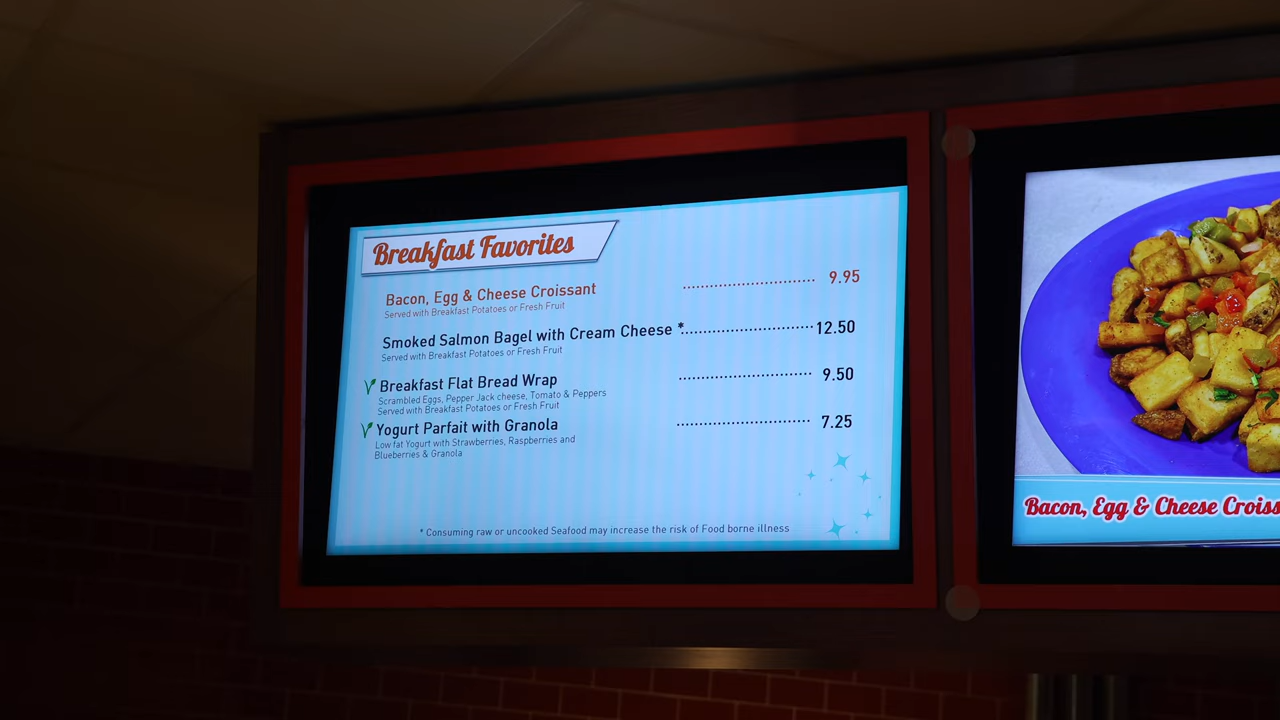 Breakfast Favorites
Bacon, Egg & Cheese Croissant .............................. 9.95
Served with Breakfast Potatoes or Fresh Fruit
Smoked Salmon Bagel with Cream Cheese *.............................. 12.50
Served with Breakfast Potatoes or Fresh Fruit
Breakfast Flat Bread Wrap .............................. 9.50
Scrambled Eggs, Pepper Jack cheese, Tomato & Peppers
Served with Breakfast Potatoes or Fresh Fruit
Yogurt Parfait with Granola .............................. 7.25
Low fat Yogurt with Strawberries, Raspberries and
Blueberries & Granola
* Consuming raw or uncooked Seafood may increase the risk of Food borne illness
Bacon, Egg & Cheese